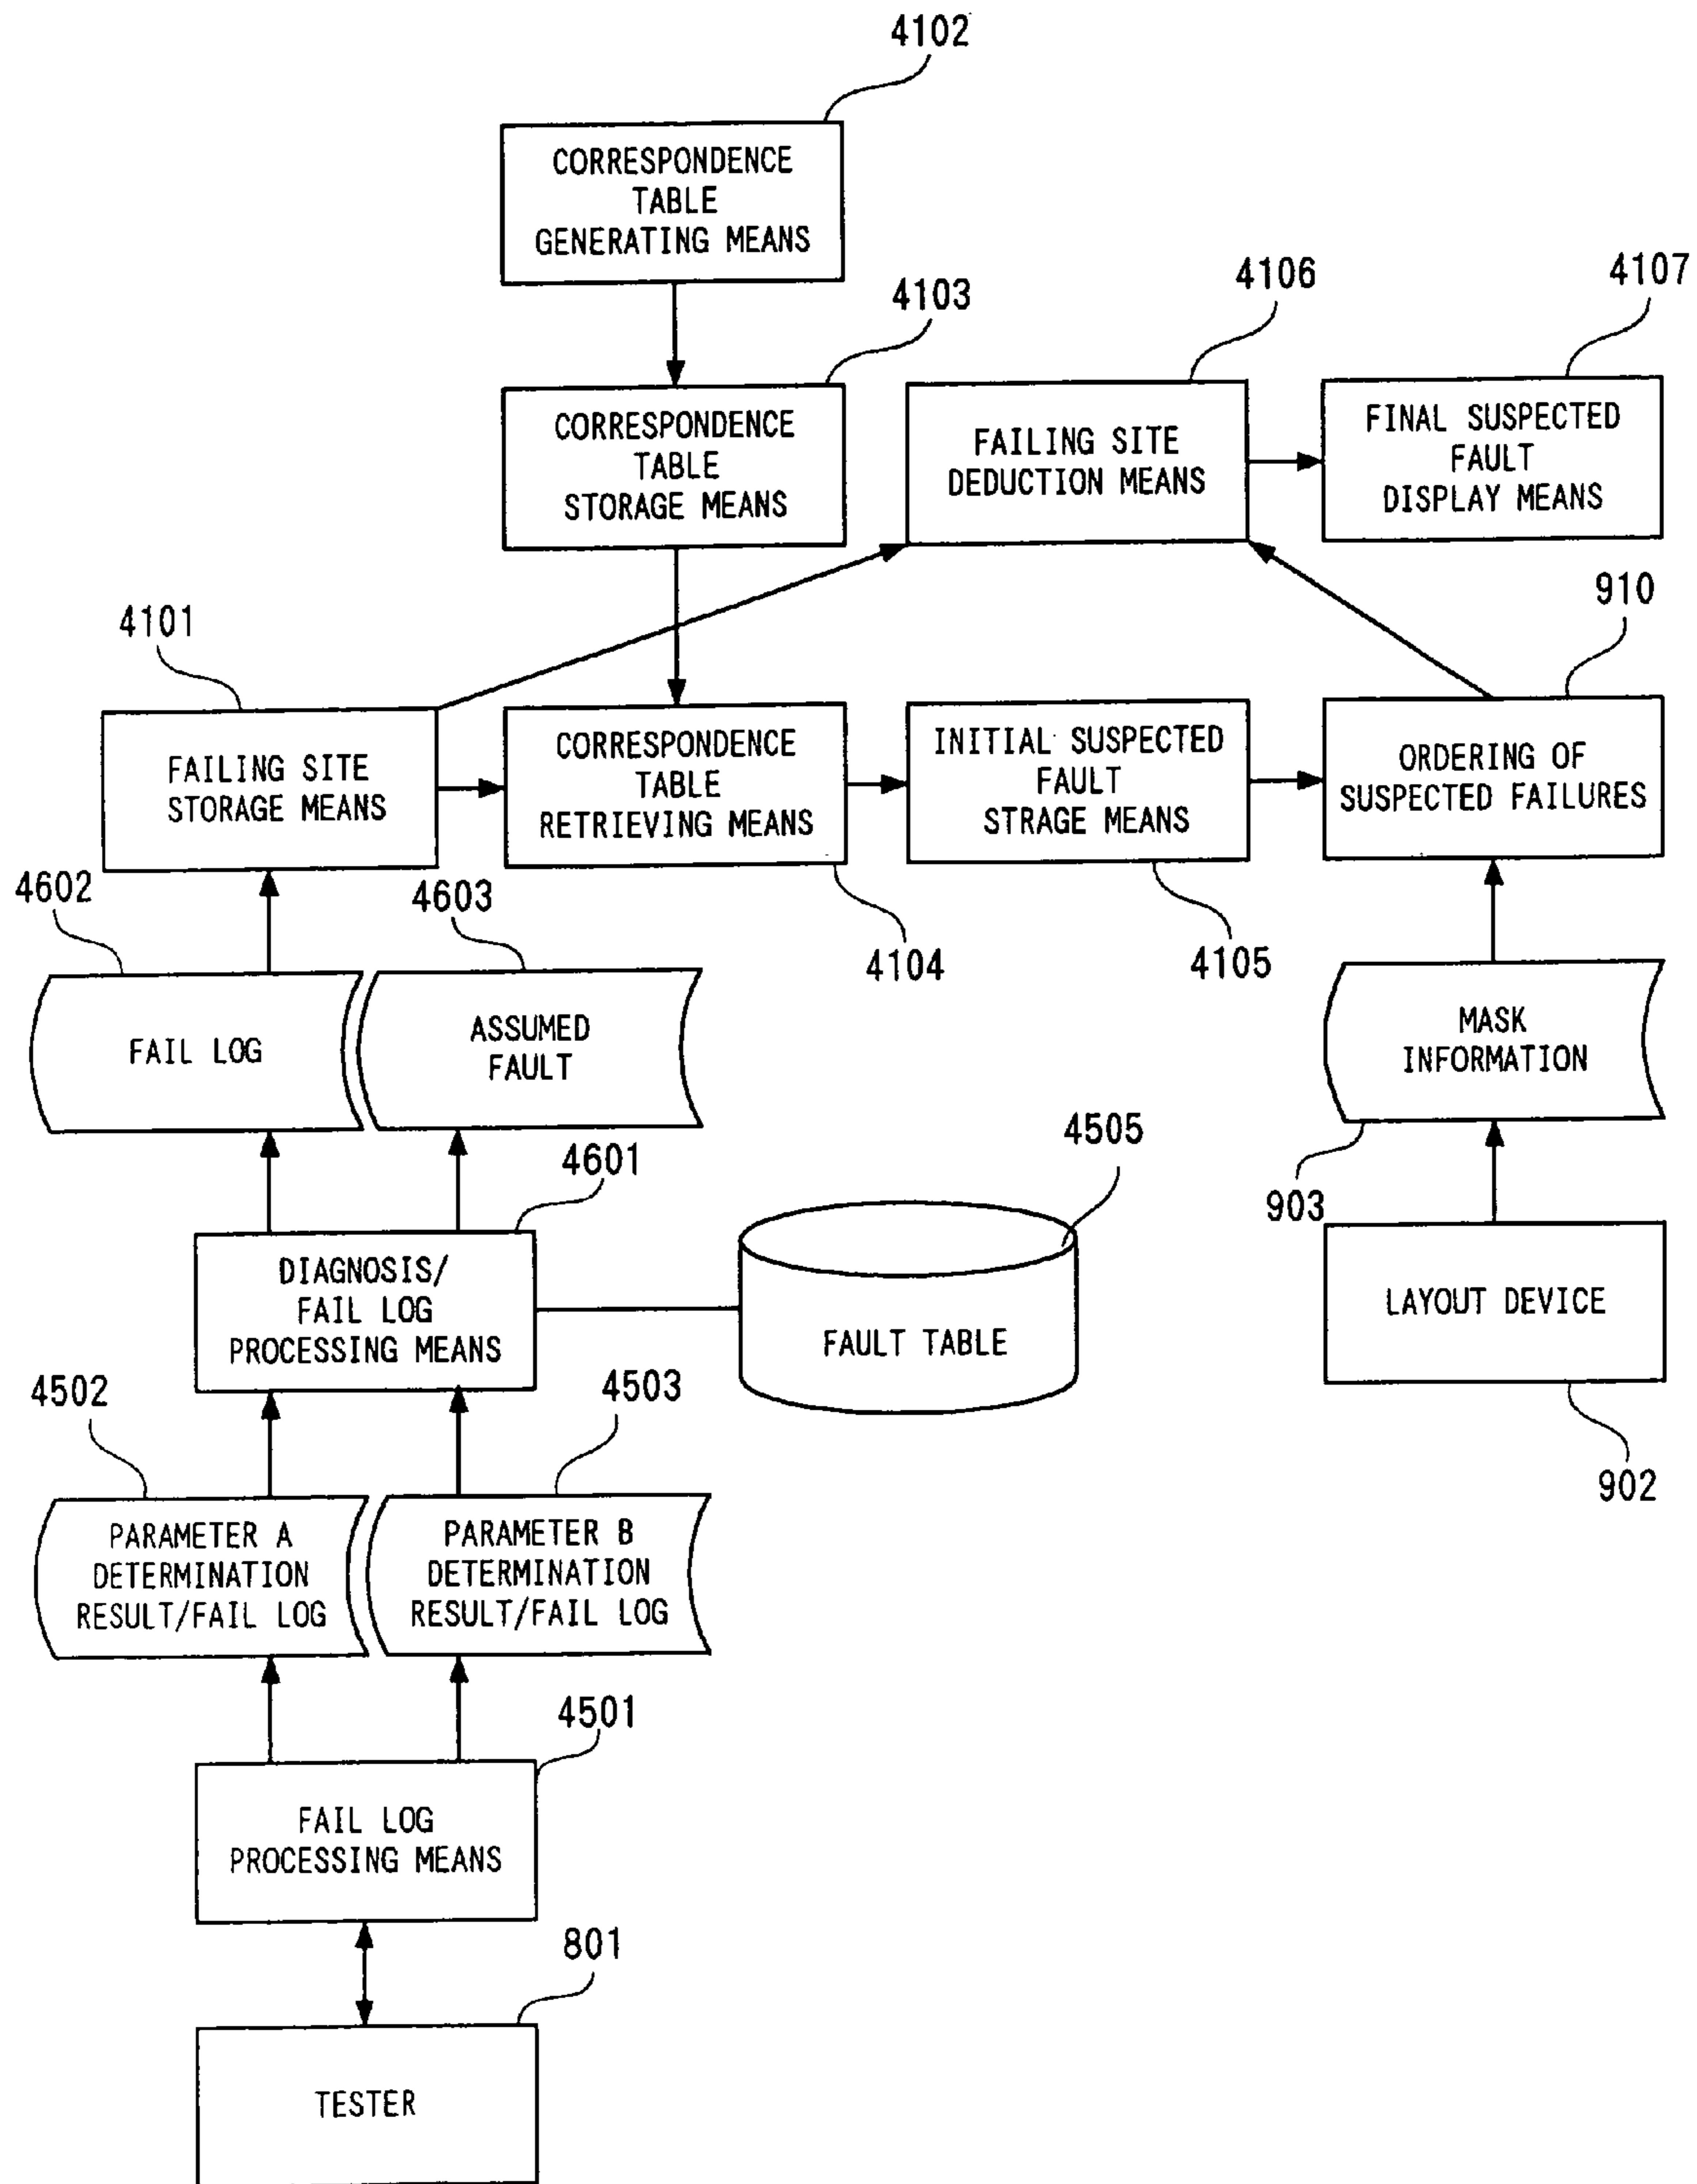 4102
CORRESPONDENCE
TABLE
GENERATING MEANS
4103
4106
4107
CORRESPONDENCE
TABLE
STORAGE MEANS
FAILING SITE
DEDUCTION MEANS
FINAL SUSPECTED
FAULT
DISPLAY MEANS
4101
910
FAILING SITE
STORAGE MEANS
CORRESPONDENCE
TABLE
RETRIEVING MEANS
INITIAL SUSPECTED
FAULT
STRAGE MEANS
ORDERING OF
SUSPECTED FAILURES
4602
4603
4104
4105
FAIL LOG
ASSUMED
FAULT
MASK
INFORMATION
4601
4505
903
DIAGNOSIS/
FAIL LOG
PROCESSING MEANS
FAULT TABLE
LAYOUT DEVICE
4502
4503
902
PARAMETER A
DETERMINATION
RESULT/FAIL LOG
PARAMETER B
DETERMINATION
RESULT/FAIL LOG
4501
FAIL LOG
PROCESSING MEANS
801
TESTER